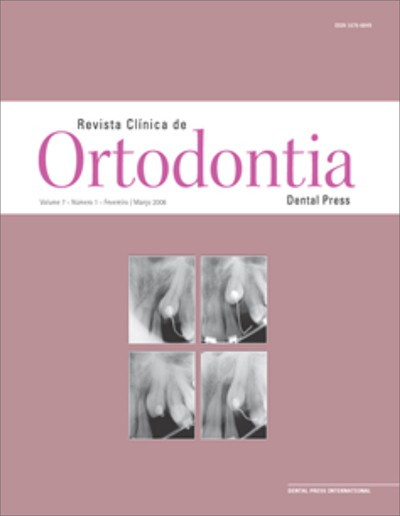 Revista Clínica de
Ortodontia
Dental Press
Volume 7 – Número 1 – Fevereiro / Março 2008
DENTAL PRESS INTERNATIONAL